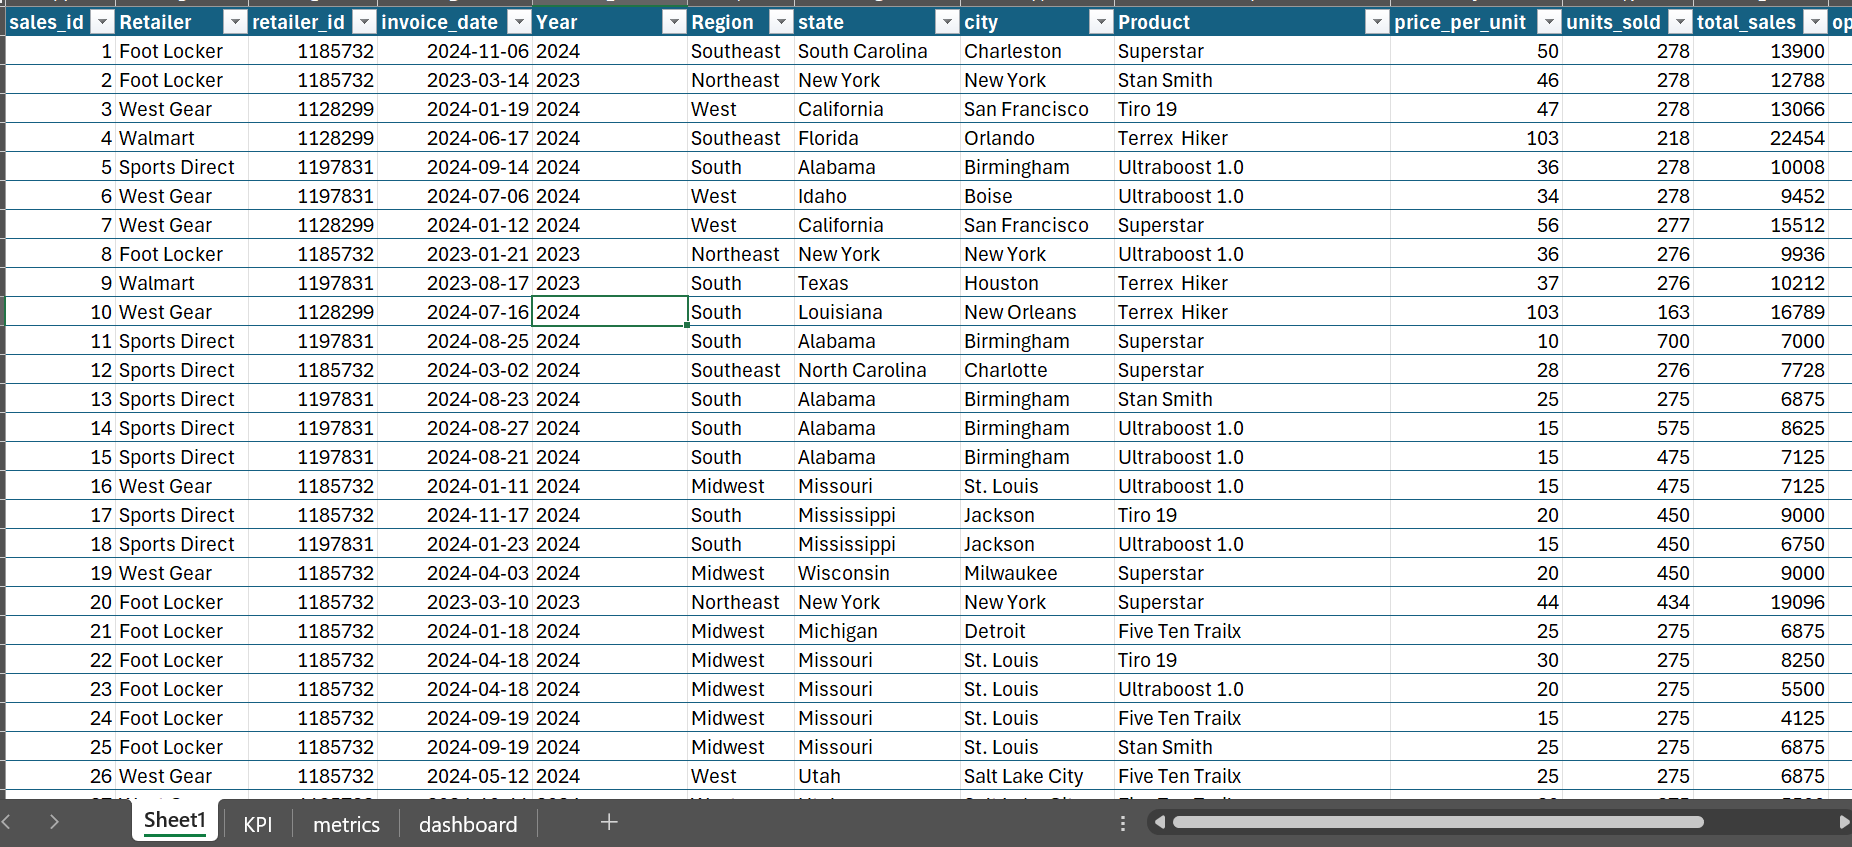 sales_id Retailer retailer_id invoice_date Year Region state city Product price_per_unit units_sold total_sales op
1 Foot Locker 1185732 2024-11-06 2024 Southeast South Carolina Charleston Superstar 50 278 13900
2 Foot Locker 1185732 2023-03-14 2023 Northeast New York New York Stan Smith 46 278 12788
3 West Gear 1128299 2024-01-19 2024 West California San Francisco Tiro 19 47 278 13066
4 Walmart 1128299 2024-06-17 2024 Southeast Florida Orlando Terrex Hiker 103 218 22454
5 Sports Direct 1197831 2024-09-14 2024 South Alabama Birmingham Ultraboost 1.0 36 278 10008
6 West Gear 1197831 2024-07-06 2024 West Idaho Boise Ultraboost 1.0 34 278 9452
7 West Gear 1128299 2024-01-12 2024 West California San Francisco Superstar 56 277 15512
8 Foot Locker 1185732 2023-01-21 2023 Northeast New York New York Ultraboost 1.0 36 276 9936
9 Walmart 1197831 2023-08-17 2023 South Texas Houston Terrex Hiker 37 276 10212
10 West Gear 1128299 2024-07-16 2024 South Louisiana New Orleans Terrex Hiker 103 163 16789
11 Sports Direct 1197831 2024-08-25 2024 South Alabama Birmingham Superstar 10 700 7000
12 Sports Direct 1185732 2024-03-02 2024 Southeast North Carolina Charlotte Superstar 28 276 7728
13 Sports Direct 1197831 2024-08-23 2024 South Alabama Birmingham Stan Smith 25 275 6875
14 Sports Direct 1197831 2024-08-27 2024 South Alabama Birmingham Ultraboost 1.0 15 575 8625
15 Sports Direct 1197831 2024-08-21 2024 South Alabama Birmingham Ultraboost 1.0 15 475 7125
16 West Gear 1185732 2024-01-11 2024 Midwest Missouri St. Louis Ultraboost 1.0 15 475 7125
17 Sports Direct 1185732 2024-11-17 2024 South Mississippi Jackson Tiro 19 20 450 9000
18 Sports Direct 1197831 2024-01-23 2024 South Mississippi Jackson Ultraboost 1.0 15 450 6750
19 West Gear 1185732 2024-04-03 2024 Midwest Wisconsin Milwaukee Superstar 20 450 9000
20 Foot Locker 1185732 2023-03-10 2023 Northeast New York New York Superstar 44 434 19096
21 Foot Locker 1185732 2024-01-18 2024 Midwest Michigan Detroit Five Ten Trailx 25 275 6875
22 Foot Locker 1185732 2024-04-18 2024 Midwest Missouri St. Louis Tiro 19 30 275 8250
23 Foot Locker 1185732 2024-04-18 2024 Midwest Missouri St. Louis Ultraboost 1.0 20 275 5500
24 Foot Locker 1185732 2024-09-19 2024 Midwest Missouri St. Louis Five Ten Trailx 15 275 4125
25 Foot Locker 1185732 2024-09-19 2024 Midwest Missouri St. Louis Stan Smith 25 275 6875
26 West Gear 1185732 2024-05-12 2024 West Utah Salt Lake City Five Ten Trailx 25 275 6875
Sheet1 KPI metrics dashboard